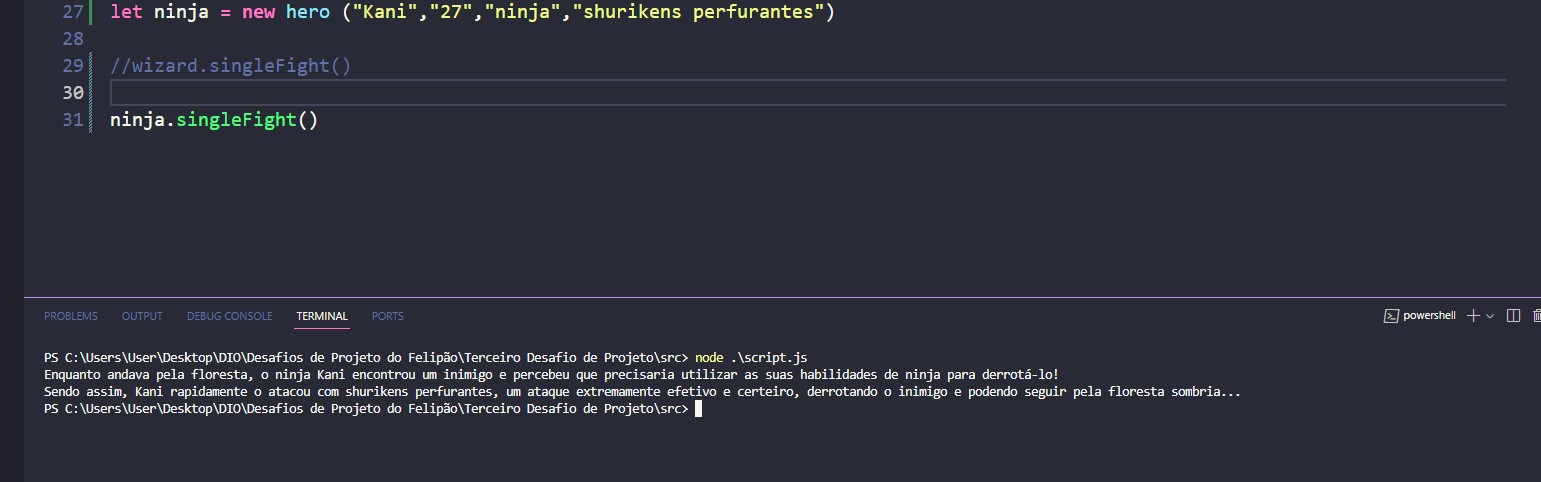 27 let ninja = new hero ("Kani","27","ninja","shurikens perfurantes")
28
29 //wizard.singleFight()
30
31 ninja.singleFight()
PROBLEMS OUTPUT DEBUG CONSOLE TERMINAL PORTS powershell
PS C:\Users\User\Desktop\DIO\Desafios de Projeto do Felipão\Terceiro Desafio de Projeto\src> node .\script.js
Enquanto andava pela floresta, o ninja Kani encontrou um inimigo e percebeu que precisaria utilizar as suas habilidades de ninja para derrotá-lo!
Sendo assim, Kani rapidamente o atacou com shurikens perfurantes, um ataque extremamente efetivo e certeiro, derrotando o inimigo e podendo seguir pela floresta sombria...
PS C:\Users\User\Desktop\DIO\Desafios de Projeto do Felipão\Terceiro Desafio de Projeto\src>